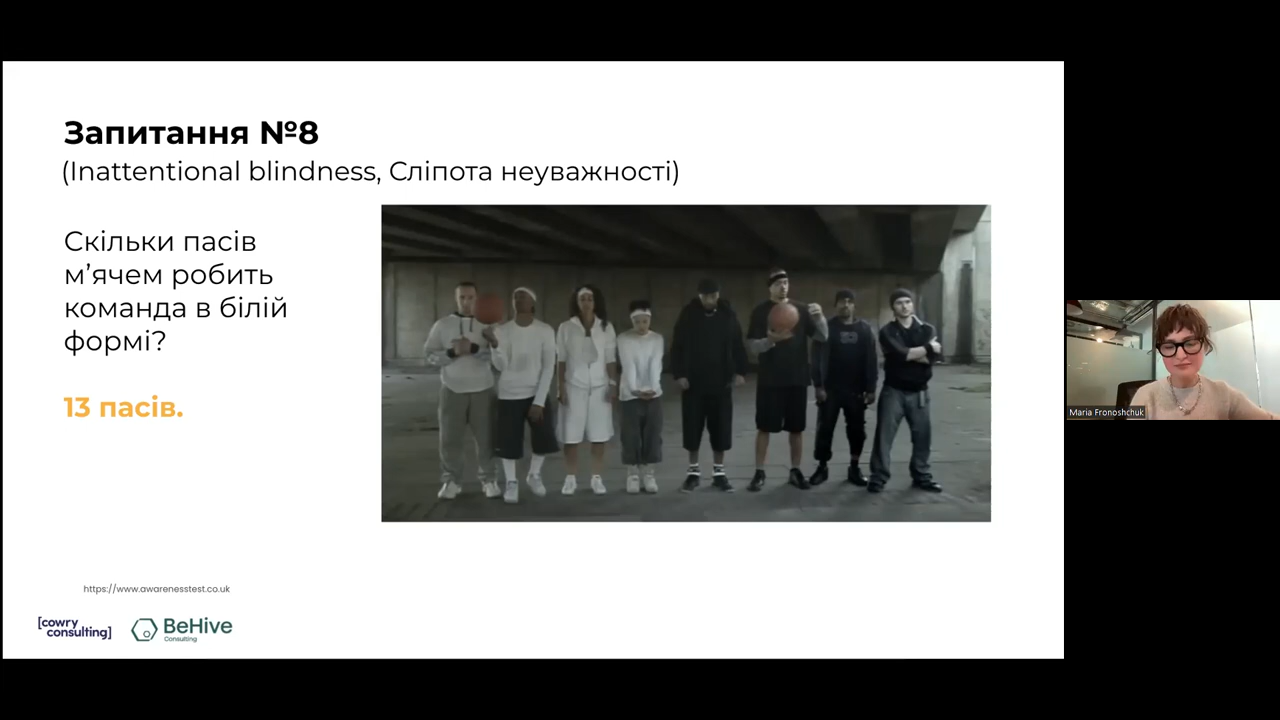 Запитання №8
(Inattentional blindness, Сліпота неуважності)
Скільки пасів
м’ячем робить
команда в білій
формі?
13 пасів.
Maria Fronoshchuk
https://www.awarenesstest.co.uk
[cowry
consulting]
BeHive
Consulting